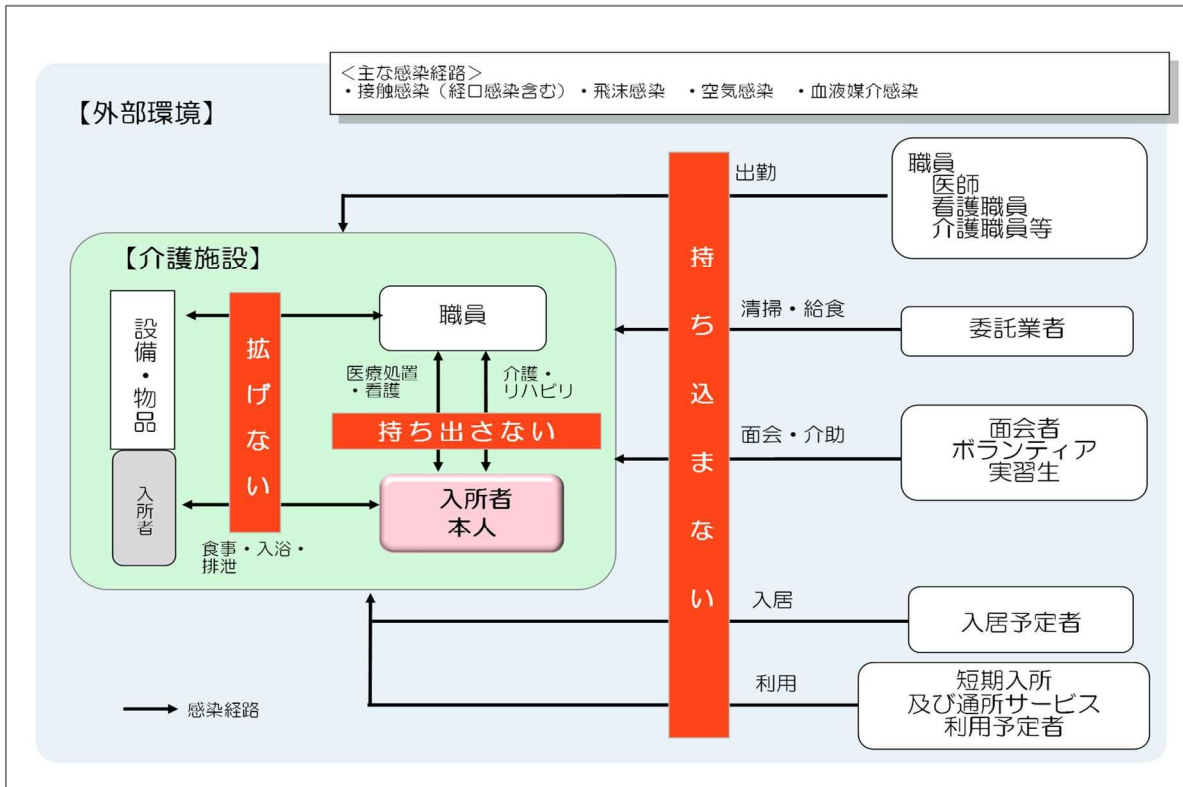 <主な感染経路>
・接触感染（経口感染含む）・飛沫感染　・空気感染　・血液媒介感染
【外部環境】
出勤
職員
医師
看護職員
介護職員等
【介護施設】
持ち込まない
設備・物品
拡げない
職員
清掃・給食
委託業者
医療処置
・看護
介護・
リハビリ
持ち出さない
面会・介助
面会者
ボランティア
実習生
入所者
入所者
本人
食事・入浴・
排泄
入居
入居予定者
利用
短期入所
及び通所サービス
利用予定者
感染経路